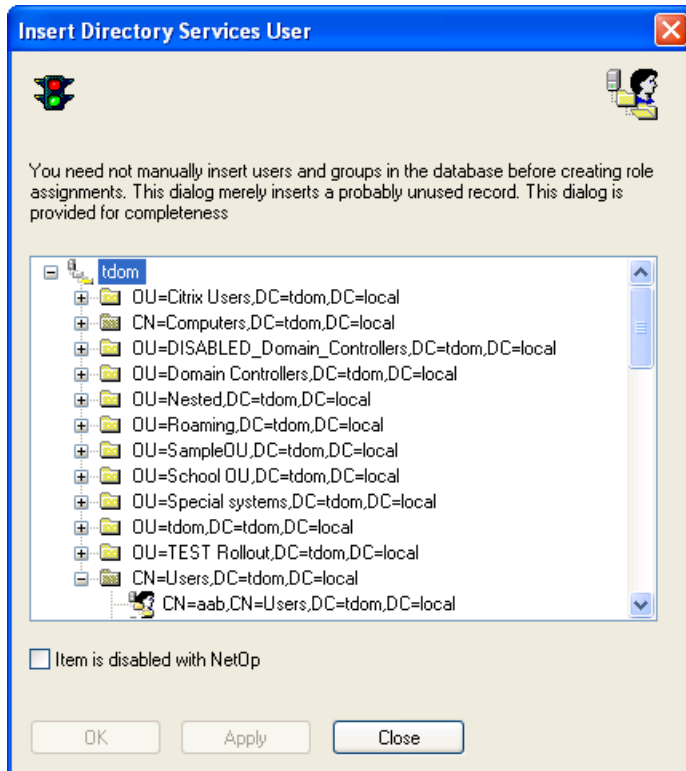 Insert Directory Services User
You need not manually insert users and groups in the database before creating role
assignments. This dialog merely inserts a probably unused record. This dialog is
provided for completeness
tdom
OU=Citrix Users,DC=tdom,DC=local
CN=Computers,DC=tdom,DC=local
OU=DISABLED_Domain_Controllers,DC=tdom,DC=local
OU=Domain Controllers,DC=tdom,DC=local
OU=Nested,DC=tdom,DC=local
OU=Roaming,DC=tdom,DC=local
OU=SampleOU,DC=tdom,DC=local
OU=School OU,DC=tdom,DC=local
OU=Special systems,DC=tdom,DC=local
OU=tdom,DC=tdom,DC=local
OU=TEST Rollout,DC=tdom,DC=local
CN=Users,DC=tdom,DC=local
CN=aab,CN=Users,DC=tdom,DC=local
Item is disabled with NetOp
OK Apply Close